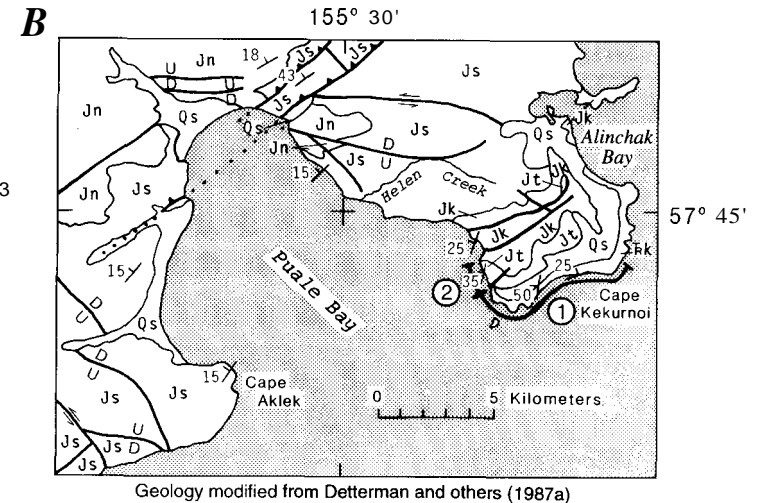 B
155° 30'
18
Js
Js
Jn
U
D
U
D
43
Js
Js
Jn
Qs
Qs
Jn
Js
D
U
Jn
Js
15
Qs
Jk
Alinchak
Bay
Jk
Jt
Helen Creek
3
Jn
Js
Jk
57° 45'
Jk
Jk
Jt
Qs
25
Jt
35
50
25
2
1
Cape
Kekurnoi
D
15
Puale Bay
D
U
Qs
D
U
Js
Js
15
Cape
Aklek
0 5 Kilometers
U
D
Js
Js
Js
Geology modified from Detterman and others (1987a)